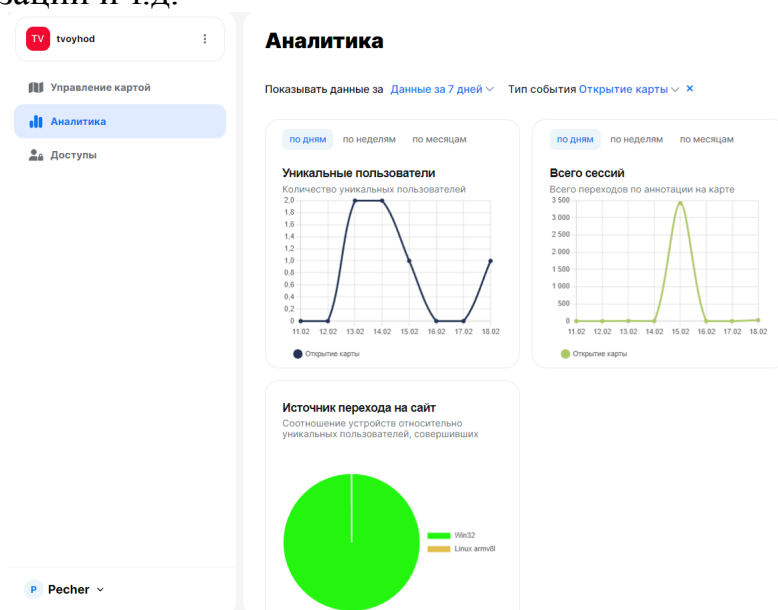 зации и т.д.
TV tvoyhod
Управление картой
Аналитика
Доступы
P Pecher
Аналитика
Показывать данные за Данные за 7 дней Тип события Открытие карты ×
по дням по неделям по месяцам
Уникальные пользователи
Количество уникальных пользователей
2,0
1,8
1,6
1,4
1,2
1,0
0,8
0,6
0,4
0,2
0
11.02 12.02 13.02 14.02 15.02 16.02 17.02 18.02
Открытие карты
по дням по неделям по месяцам
Всего сессий
Всего переходов по аннотации на карте
3 500
3 000
2 500
2 000
1 500
1 000
500
0
11.02 12.02 13.02 14.02 15.02 16.02 17.02 18.02
Открытие карты
Источник перехода на сайт
Соотношение устройств относительно
уникальных пользователей, совершивших
Win32
Linux armv8l